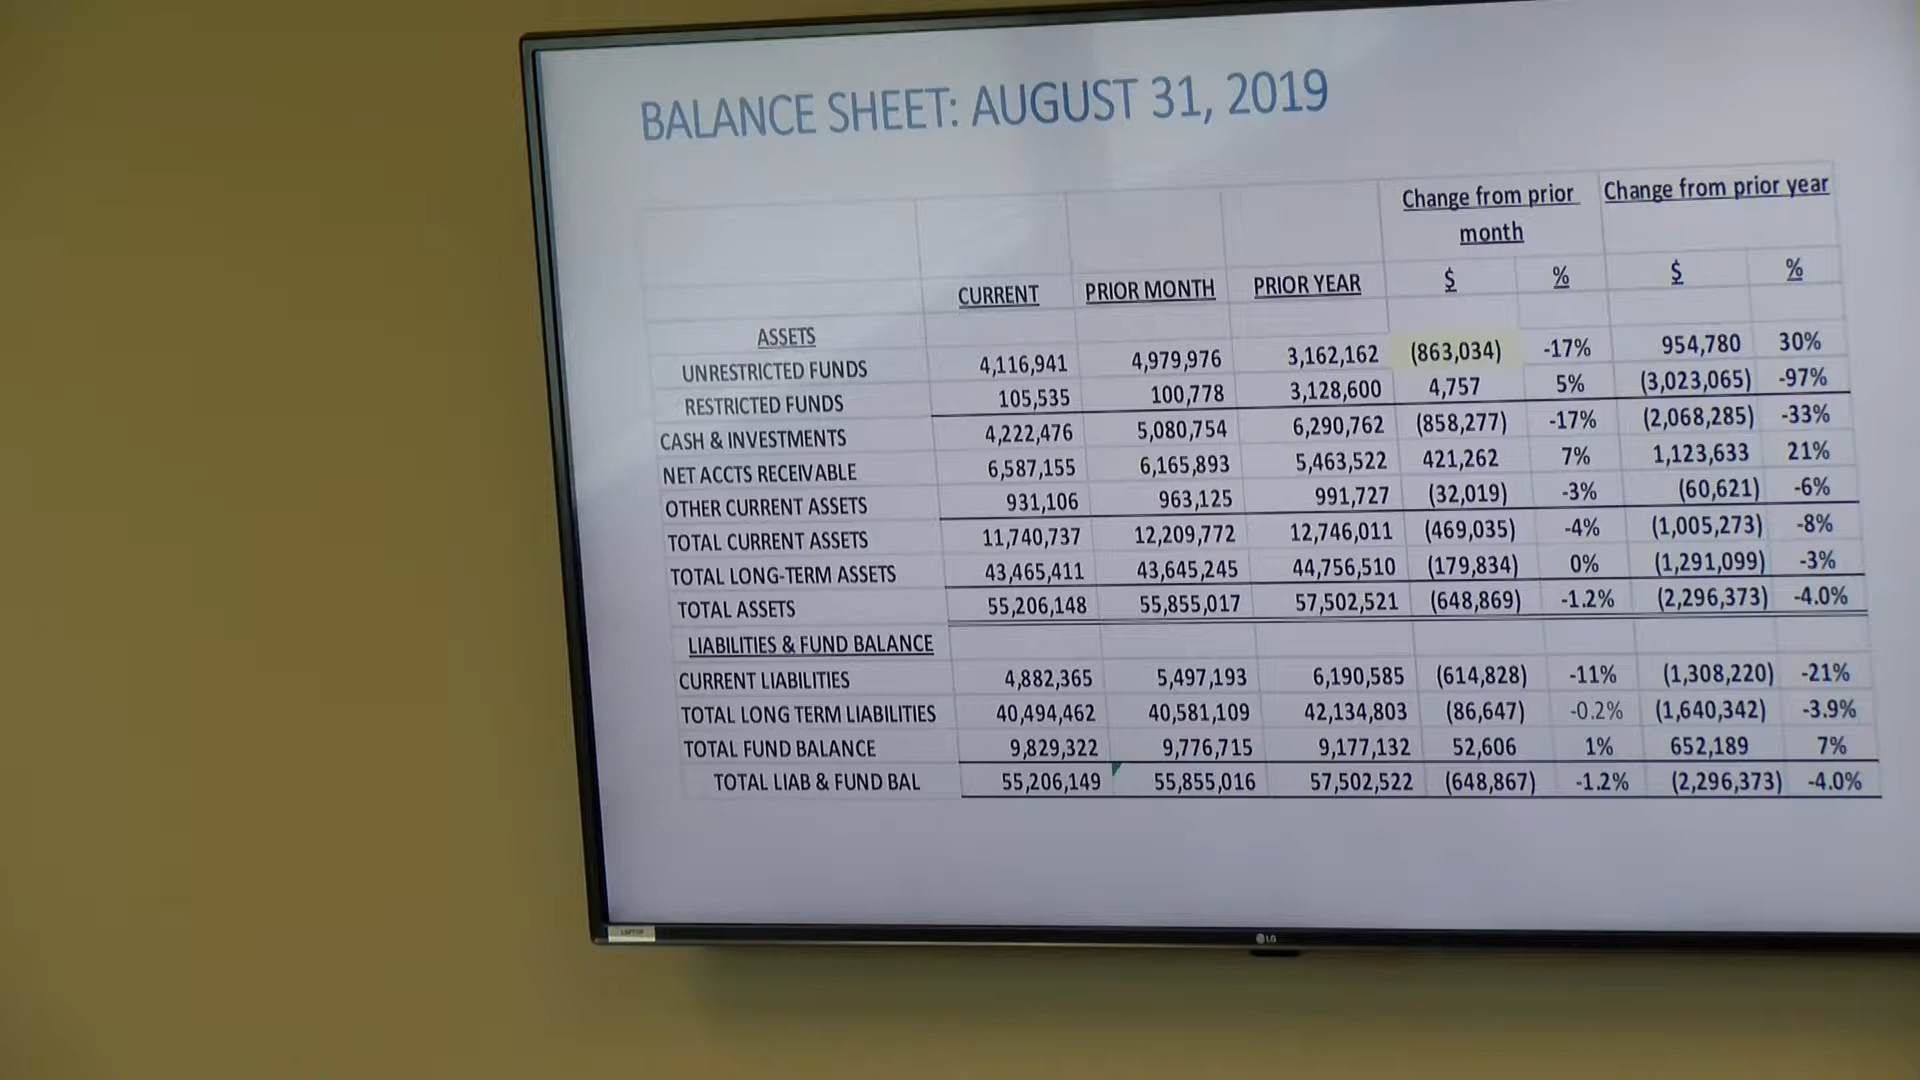 BALANCE SHEET: AUGUST 31, 2019
Change from prior month Change from prior year
CURRENT PRIOR MONTH PRIOR YEAR $ % $ %
ASSETS
UNRESTRICTED FUNDS 4,116,941 4,979,976 3,162,162 (863,034) -17% 954,780 30%
RESTRICTED FUNDS 105,535 100,778 3,128,600 4,757 5% (3,023,065) -97%
CASH & INVESTMENTS 4,222,476 5,080,754 6,290,762 (858,277) -17% (2,068,285) -33%
NET ACCTS RECEIVABLE 6,587,155 6,165,893 5,463,522 421,262 7% 1,123,633 21%
OTHER CURRENT ASSETS 931,106 963,125 991,727 (32,019) -3% (60,621) -6%
TOTAL CURRENT ASSETS 11,740,737 12,209,772 12,746,011 (469,035) -4% (1,005,273) -8%
TOTAL LONG-TERM ASSETS 43,465,411 43,645,245 44,756,510 (179,834) 0% (1,291,099) -3%
TOTAL ASSETS 55,206,148 55,855,017 57,502,521 (648,869) -1.2% (2,296,373) -4.0%
LIABILITIES & FUND BALANCE
CURRENT LIABILITIES 4,882,365 5,497,193 6,190,585 (614,828) -11% (1,308,220) -21%
TOTAL LONG TERM LIABILITIES 40,494,462 40,581,109 42,134,803 (86,647) -0.2% (1,640,342) -3.9%
TOTAL FUND BALANCE 9,829,322 9,776,715 9,177,132 52,606 1% 652,189 7%
TOTAL LIAB & FUND BAL 55,206,149 55,855,016 57,502,522 (648,867) -1.2% (2,296,373) -4.0%
LAPTOP
LG